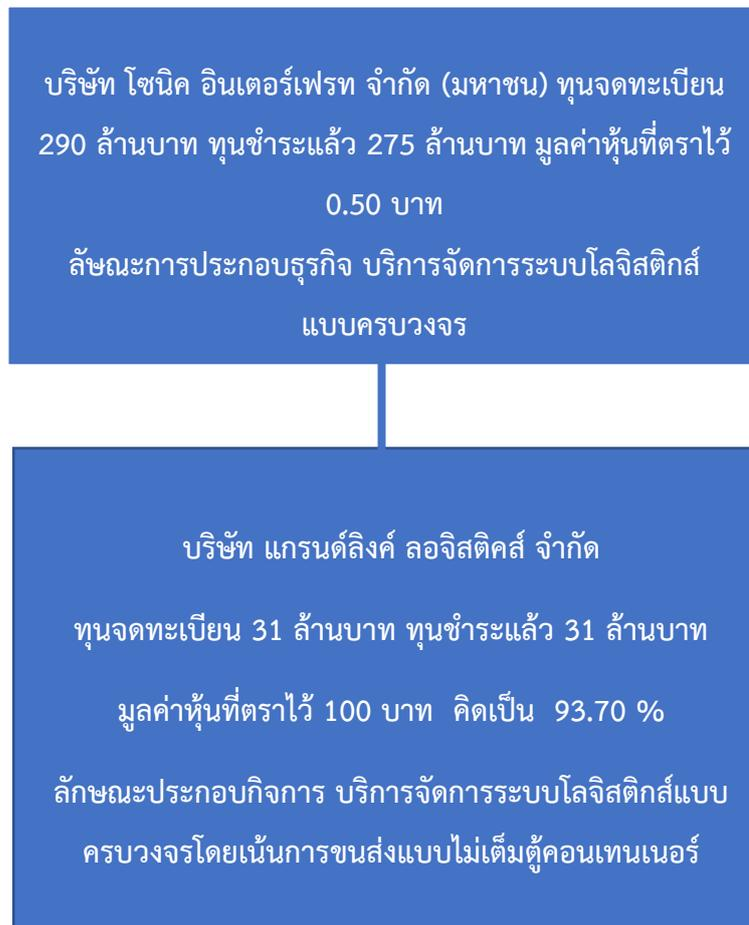 บริษัท โซนิค อินเตอร์เฟรท จำกัด (มหาชน) ทุนจดทะเบียน
290 ล้านบาท ทุนชำระแล้ว 275 ล้านบาท มูลค่าหุ้นที่ตราไว้
0.50 บาท
ลัษณะการประกอบธุรกิจ บริการจัดการระบบโลจิสติกส์
แบบครบวงจร
บริษัท แกรนด์ลิงค์ ลอจิสติคส์ จำกัด
ทุนจดทะเบียน 31 ล้านบาท ทุนชำระแล้ว 31 ล้านบาท
มูลค่าหุ้นที่ตราไว้ 100 บาท คิดเป็น 93.70 %
ลักษณะประกอบกิจการ บริการจัดการระบบโลจิสติกส์แบบ
ครบวงจรโดยเน้นการขนส่งแบบไม่เต็มตู้คอนเทนเนอร์